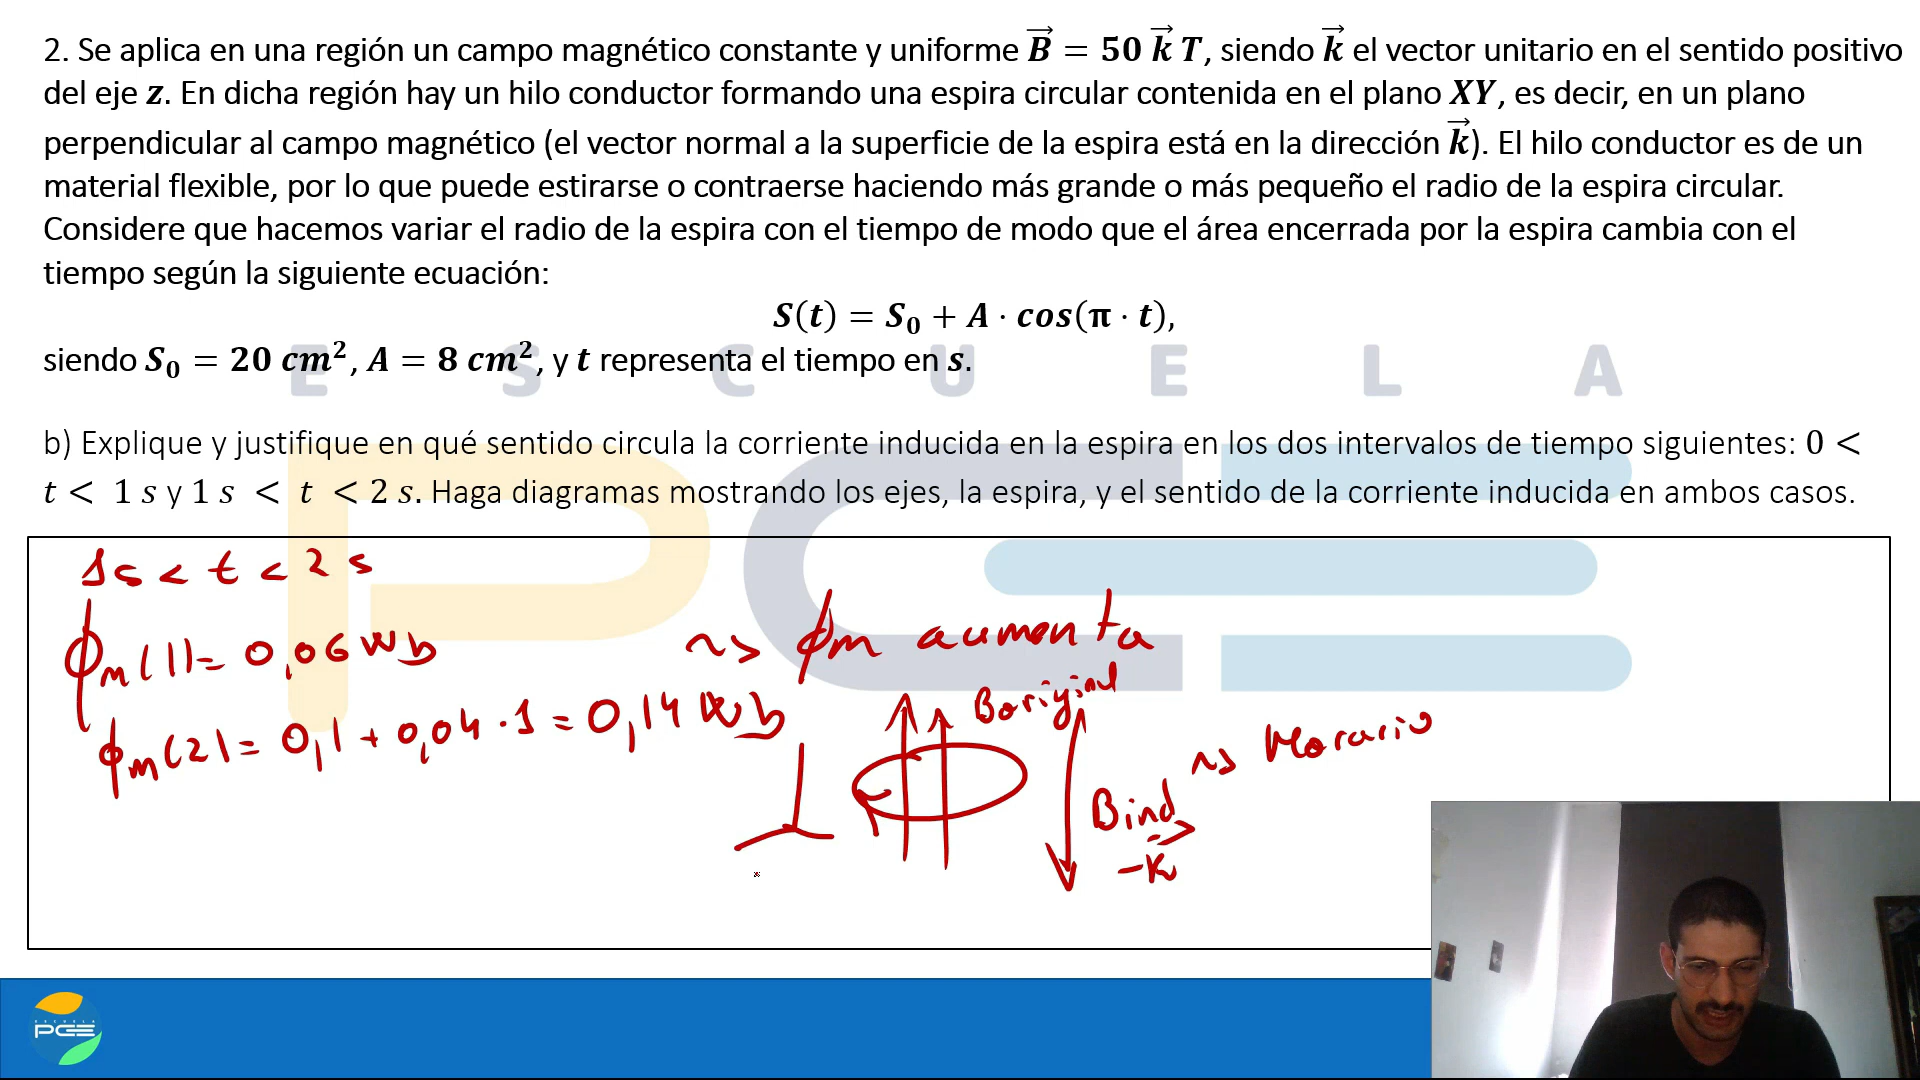 2. Se aplica en una región un campo magnético constante y uniforme B⃗ = 50 k⃗ T, siendo k⃗ el vector unitario en el sentido positivo
del eje z. En dicha región hay un hilo conductor formando una espira circular contenida en el plano XY, es decir, en un plano
perpendicular al campo magnético (el vector normal a la superficie de la espira está en la dirección k⃗). El hilo conductor es de un
material flexible, por lo que puede estirarse o contraerse haciendo más grande o más pequeño el radio de la espira circular.
Considere que hacemos variar el radio de la espira con el tiempo de modo que el área encerrada por la espira cambia con el
tiempo según la siguiente ecuación:
S(t) = S₀ + A · cos(π · t),
siendo S₀ = 20 cm², A = 8 cm², y t representa el tiempo en s.
ESCUELA
b) Explique y justifique en qué sentido circula la corriente inducida en la espira en los dos intervalos de tiempo siguientes: 0 <
t < 1 s y 1 s < t < 2 s. Haga diagramas mostrando los ejes, la espira, y el sentido de la corriente inducida en ambos casos.
PCE
1s < t < 2 s
ϕm(1) = 0,06 Wb
~> ϕm aumenta
ϕm(2) = 0,1 + 0,04 · 1 = 0,14 Wb
Boriginal
Bind ~> Horario
-k⃗
ESCUELA
PCE